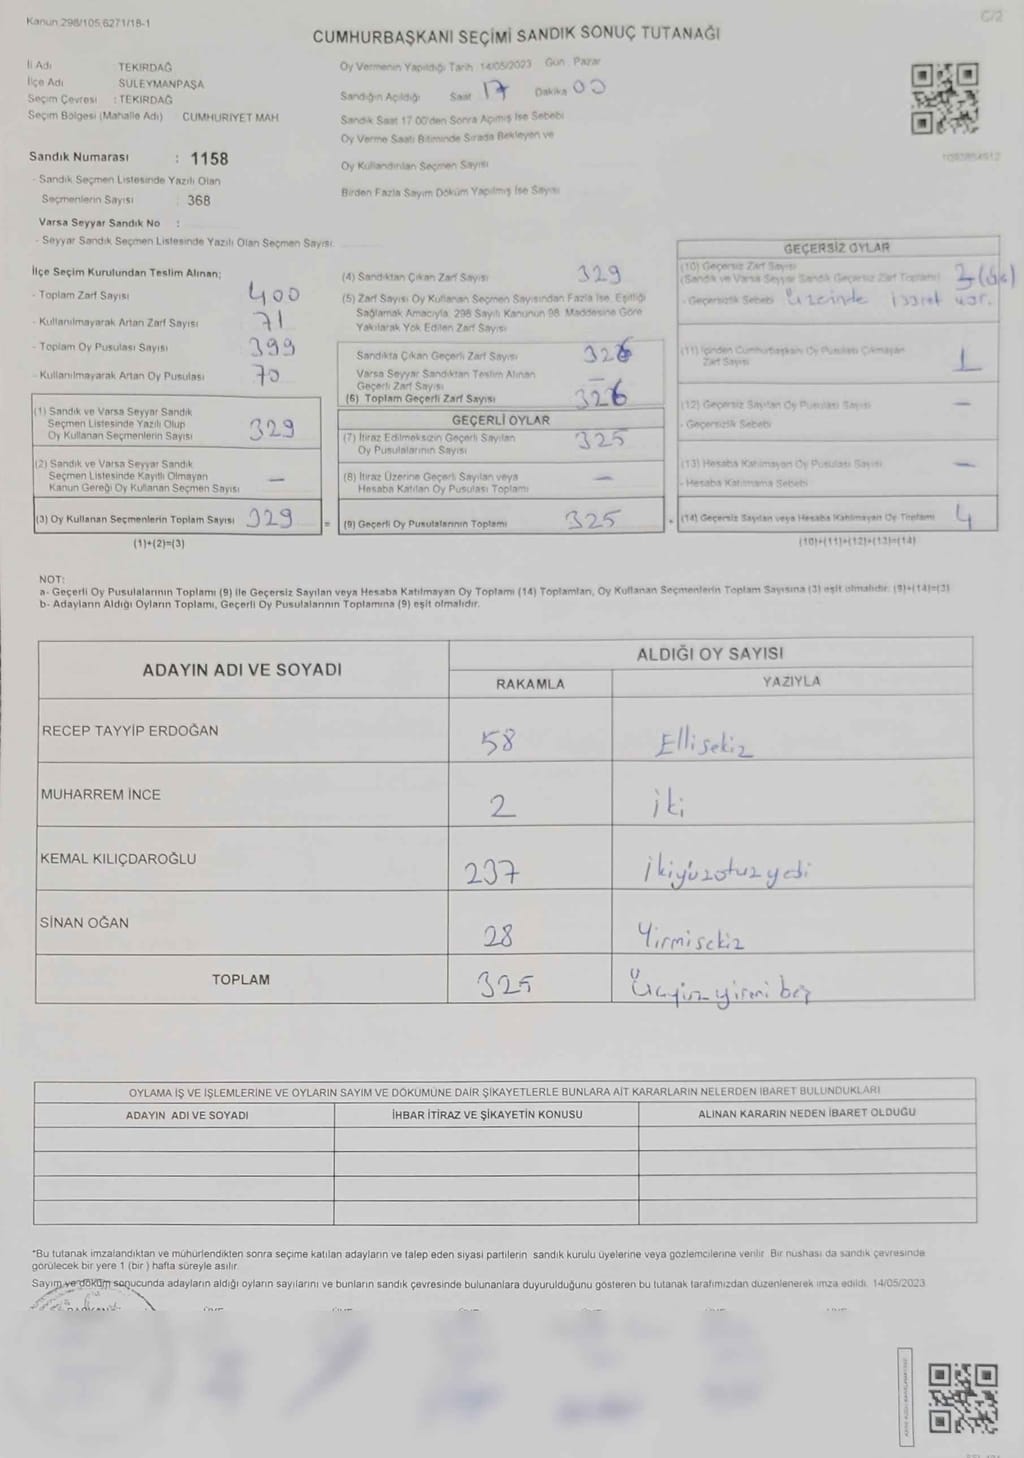 Kanun 298/105,6271/18-1
C/2
CUMHURBAŞKANI SEÇİMİ SANDIK SONUÇ TUTANAĞI
İl Adı : TEKİRDAĞ
İlçe Adı : SÜLEYMANPAŞA
Seçim Çevresi : TEKİRDAĞ
Seçim Bölgesi (Mahalle Adı) CUMHURİYET MAH
Sandık Numarası : 1158
- Sandık Seçmen Listesinde Yazılı Olan
Seçmenlerin Sayısı : 368
Varsa Seyyar Sandık No :
- Seyyar Sandık Seçmen Listesinde Yazılı Olan Seçmen Sayısı:
Oy Vermenin Yapıldığı Tarih 14/05/2023 Gün : Pazar
Sandığın Açıldığı Saat 17 Dakika 00
Sandık Saat 17.00'den Sonra Açılmış İse Sebebi
Oy Verme Saati Bitiminde Sırada Bekleyen ve
Oy Kullandırılan Seçmen Sayısı
Birden Fazla Sayım Döküm Yapılmış İse Sayısı
İlçe Seçim Kurulundan Teslim Alınan;
- Toplam Zarf Sayısı 400
- Kullanılmayarak Artan Zarf Sayısı 71
- Toplam Oy Pusulası Sayısı 399
- Kullanılmayarak Artan Oy Pusulası 70
(1) Sandık ve Varsa Seyyar Sandık
Seçmen Listesinde Yazılı Olup
Oy Kullanan Seçmenlerin Sayısı 329
(2) Sandık ve Varsa Seyyar Sandık
Seçmen Listesinde Kayıtlı Olmayan
Kanun Gereği Oy Kullanan Seçmen Sayısı —
(3) Oy Kullanan Seçmenlerin Toplam Sayısı 329 =
(1)+(2)=(3)
(4) Sandıktan Çıkan Zarf Sayısı 329
(5) Zarf Sayısı Oy Kullanan Seçmen Sayısından Fazla İse, Eşitliği
Sağlamak Amacıyla, 298 Sayılı Kanunun 98. Maddesine Göre
Yakılarak Yok Edilen Zarf Sayısı
Sandıkta Çıkan Geçerli Zarf Sayısı 326
Varsa Seyyar Sandıktan Teslim Alınan
Geçerli Zarf Sayısı —
(6) Toplam Geçerli Zarf Sayısı 326
GEÇERLİ OYLAR
(7) İtiraz Edilmeksizin Geçerli Sayılan
Oy Pusulalarının Sayısı 325
(8) İtiraz Üzerine Geçerli Sayılan veya
Hesaba Katılan Oy Pusulası Toplamı —
(9) Geçerli Oy Pusulalarının Toplamı 325 +
GEÇERSİZ OYLAR
(10) Geçersiz Zarf Sayısı
(Sandık ve Varsa Seyyar Sandık Geçersiz Zarf Toplamı) 3 (üç)
- Geçersizlik Sebebi Üzerinde işaret var.
(11) İçinden Cumhurbaşkanı Oy Pusulası Çıkmayan
Zarf Sayısı 1
(12) Geçersiz Sayılan Oy Pusulası Sayısı —
- Geçersizlik Sebebi
(13) Hesaba Katılmayan Oy Pusulası Sayısı —
- Hesaba Katılmama Sebebi
(14) Geçersiz Sayılan veya Hesaba Katılmayan Oy Toplamı 4
(10)+(11)+(12)+(13)=(14)
NOT:
a- Geçerli Oy Pusulalarının Toplamı (9) ile Geçersiz Sayılan veya Hesaba Katılmayan Oy Toplamı (14) Toplamları, Oy Kullanan Seçmenlerin Toplam Sayısına (3) eşit olmalıdır. (9)+(14)=(3)
b- Adayların Aldığı Oyların Toplamı, Geçerli Oy Pusulalarının Toplamına (9) eşit olmalıdır.
ADAYIN ADI VE SOYADI ALDIĞI OY SAYISI
RAKAMLA YAZIYLA
RECEP TAYYİP ERDOĞAN 58 Ellisekiz
MUHARREM İNCE 2 iki
KEMAL KILIÇDAROĞLU 237 ikiyüzotuzyedi
SİNAN OĞAN 28 Yirmisekiz
TOPLAM 325 Üçyüzyirmibeş
OYLAMA İŞ VE İŞLEMLERİNE VE OYLARIN SAYIM VE DÖKÜMÜNE DAİR ŞİKAYETLERLE BUNLARA AİT KARARLARIN NELERDEN İBARET BULUNDUKLARI
ADAYIN ADI VE SOYADI İHBAR İTİRAZ VE ŞİKAYETİN KONUSU ALINAN KARARIN NEDEN İBARET OLDUĞU
*Bu tutanak imzalandıktan ve mühürlendikten sonra seçime katılan adayların ve talep eden siyasi partilerin sandık kurulu üyelerine veya gözlemcilerine verilir. Bir nüshası da sandık çevresinde
görülecek bir yere 1 (bir ) hafta süreyle asılır.
Sayım ve döküm sonucunda adayların aldığı oyların sayılarını ve bunların sandık çevresinde bulunanlara duyurulduğunu gösteren bu tutanak tarafımızdan düzenlenerek imza edildi. 14/05/2023